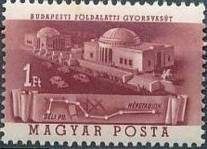 BUDAPESTI FÖLDALATTI GYORSVASÚT
1 Ft
DÉLI PU.
NÉPSTADION
MAGYAR POSTA